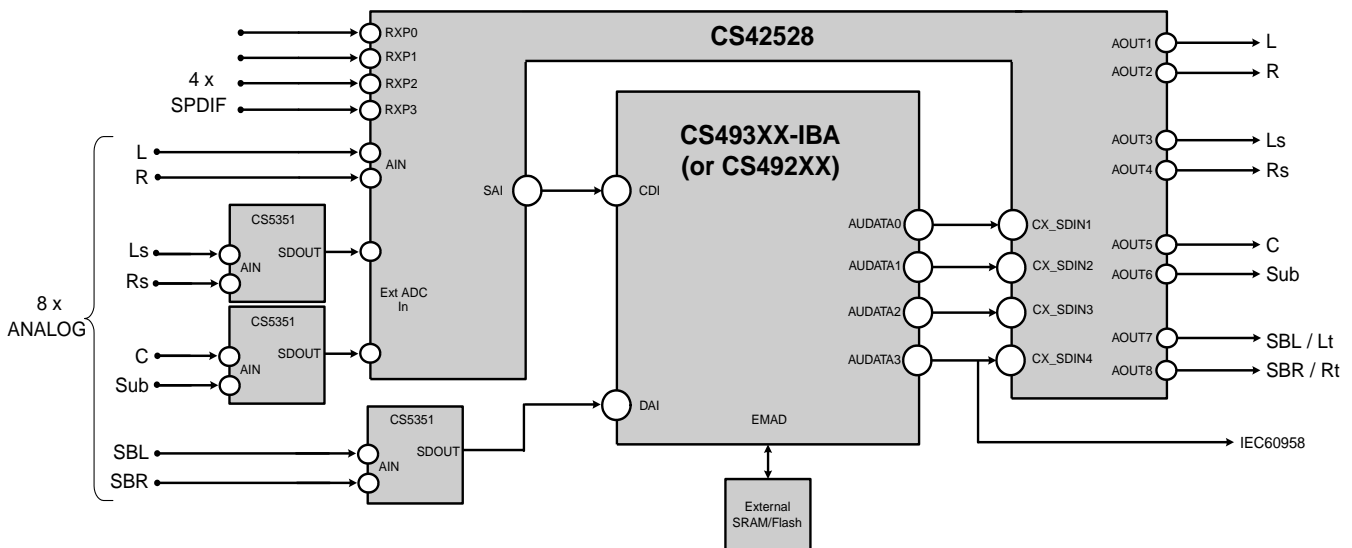 CS42528
RXP0
RXP1
RXP2
RXP3
4 x
SPDIF
L
R
AIN
SAI
CS5351
Ls
Rs
AIN
SDOUT
Ext ADC
In
CS5351
C
Sub
AIN
SDOUT
8 x
ANALOG
CS5351
SBL
SBR
AIN
SDOUT
CS493XX-IBA
(or CS492XX)
CDI
DAI
AUDATA0
AUDATA1
AUDATA2
AUDATA3
EMAD
External
SRAM/Flash
CX_SDIN1
CX_SDIN2
CX_SDIN3
CX_SDIN4
AOUT1 L
AOUT2 R
AOUT3 Ls
AOUT4 Rs
AOUT5 C
AOUT6 Sub
AOUT7 SBL / Lt
AOUT8 SBR / Rt
IEC60958